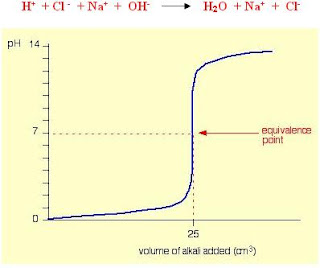 H⁺ + Cl⁻ + Na⁺ + OH⁻ ⟶ H₂O + Na⁺ + Cl⁻
pH 14
7
equivalence
point
0
25
volume of alkali added (cm³)